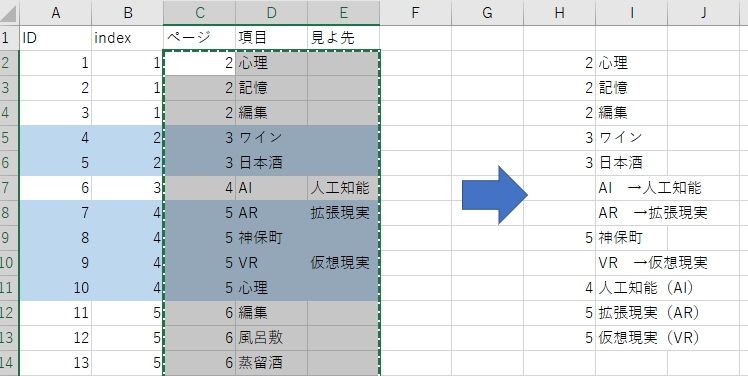 A B C D E F G H I J
1 ID index ページ 項目 見よ先
2 1 1 2 心理 2 心理
3 2 1 2 記憶 2 記憶
4 3 1 2 編集 2 編集
5 4 2 3 ワイン 3 ワイン
6 5 2 3 日本酒 3 日本酒
7 6 3 4 AI 人工知能 AI →人工知能
8 7 4 5 AR 拡張現実 AR →拡張現実
9 8 4 5 神保町 5 神保町
10 9 4 5 VR 仮想現実 VR →仮想現実
11 10 4 5 心理 4 人工知能（AI）
12 11 5 6 編集 5 拡張現実（AR）
13 12 5 6 風呂敷 5 仮想現実（VR）
14 13 5 6 蒸留酒